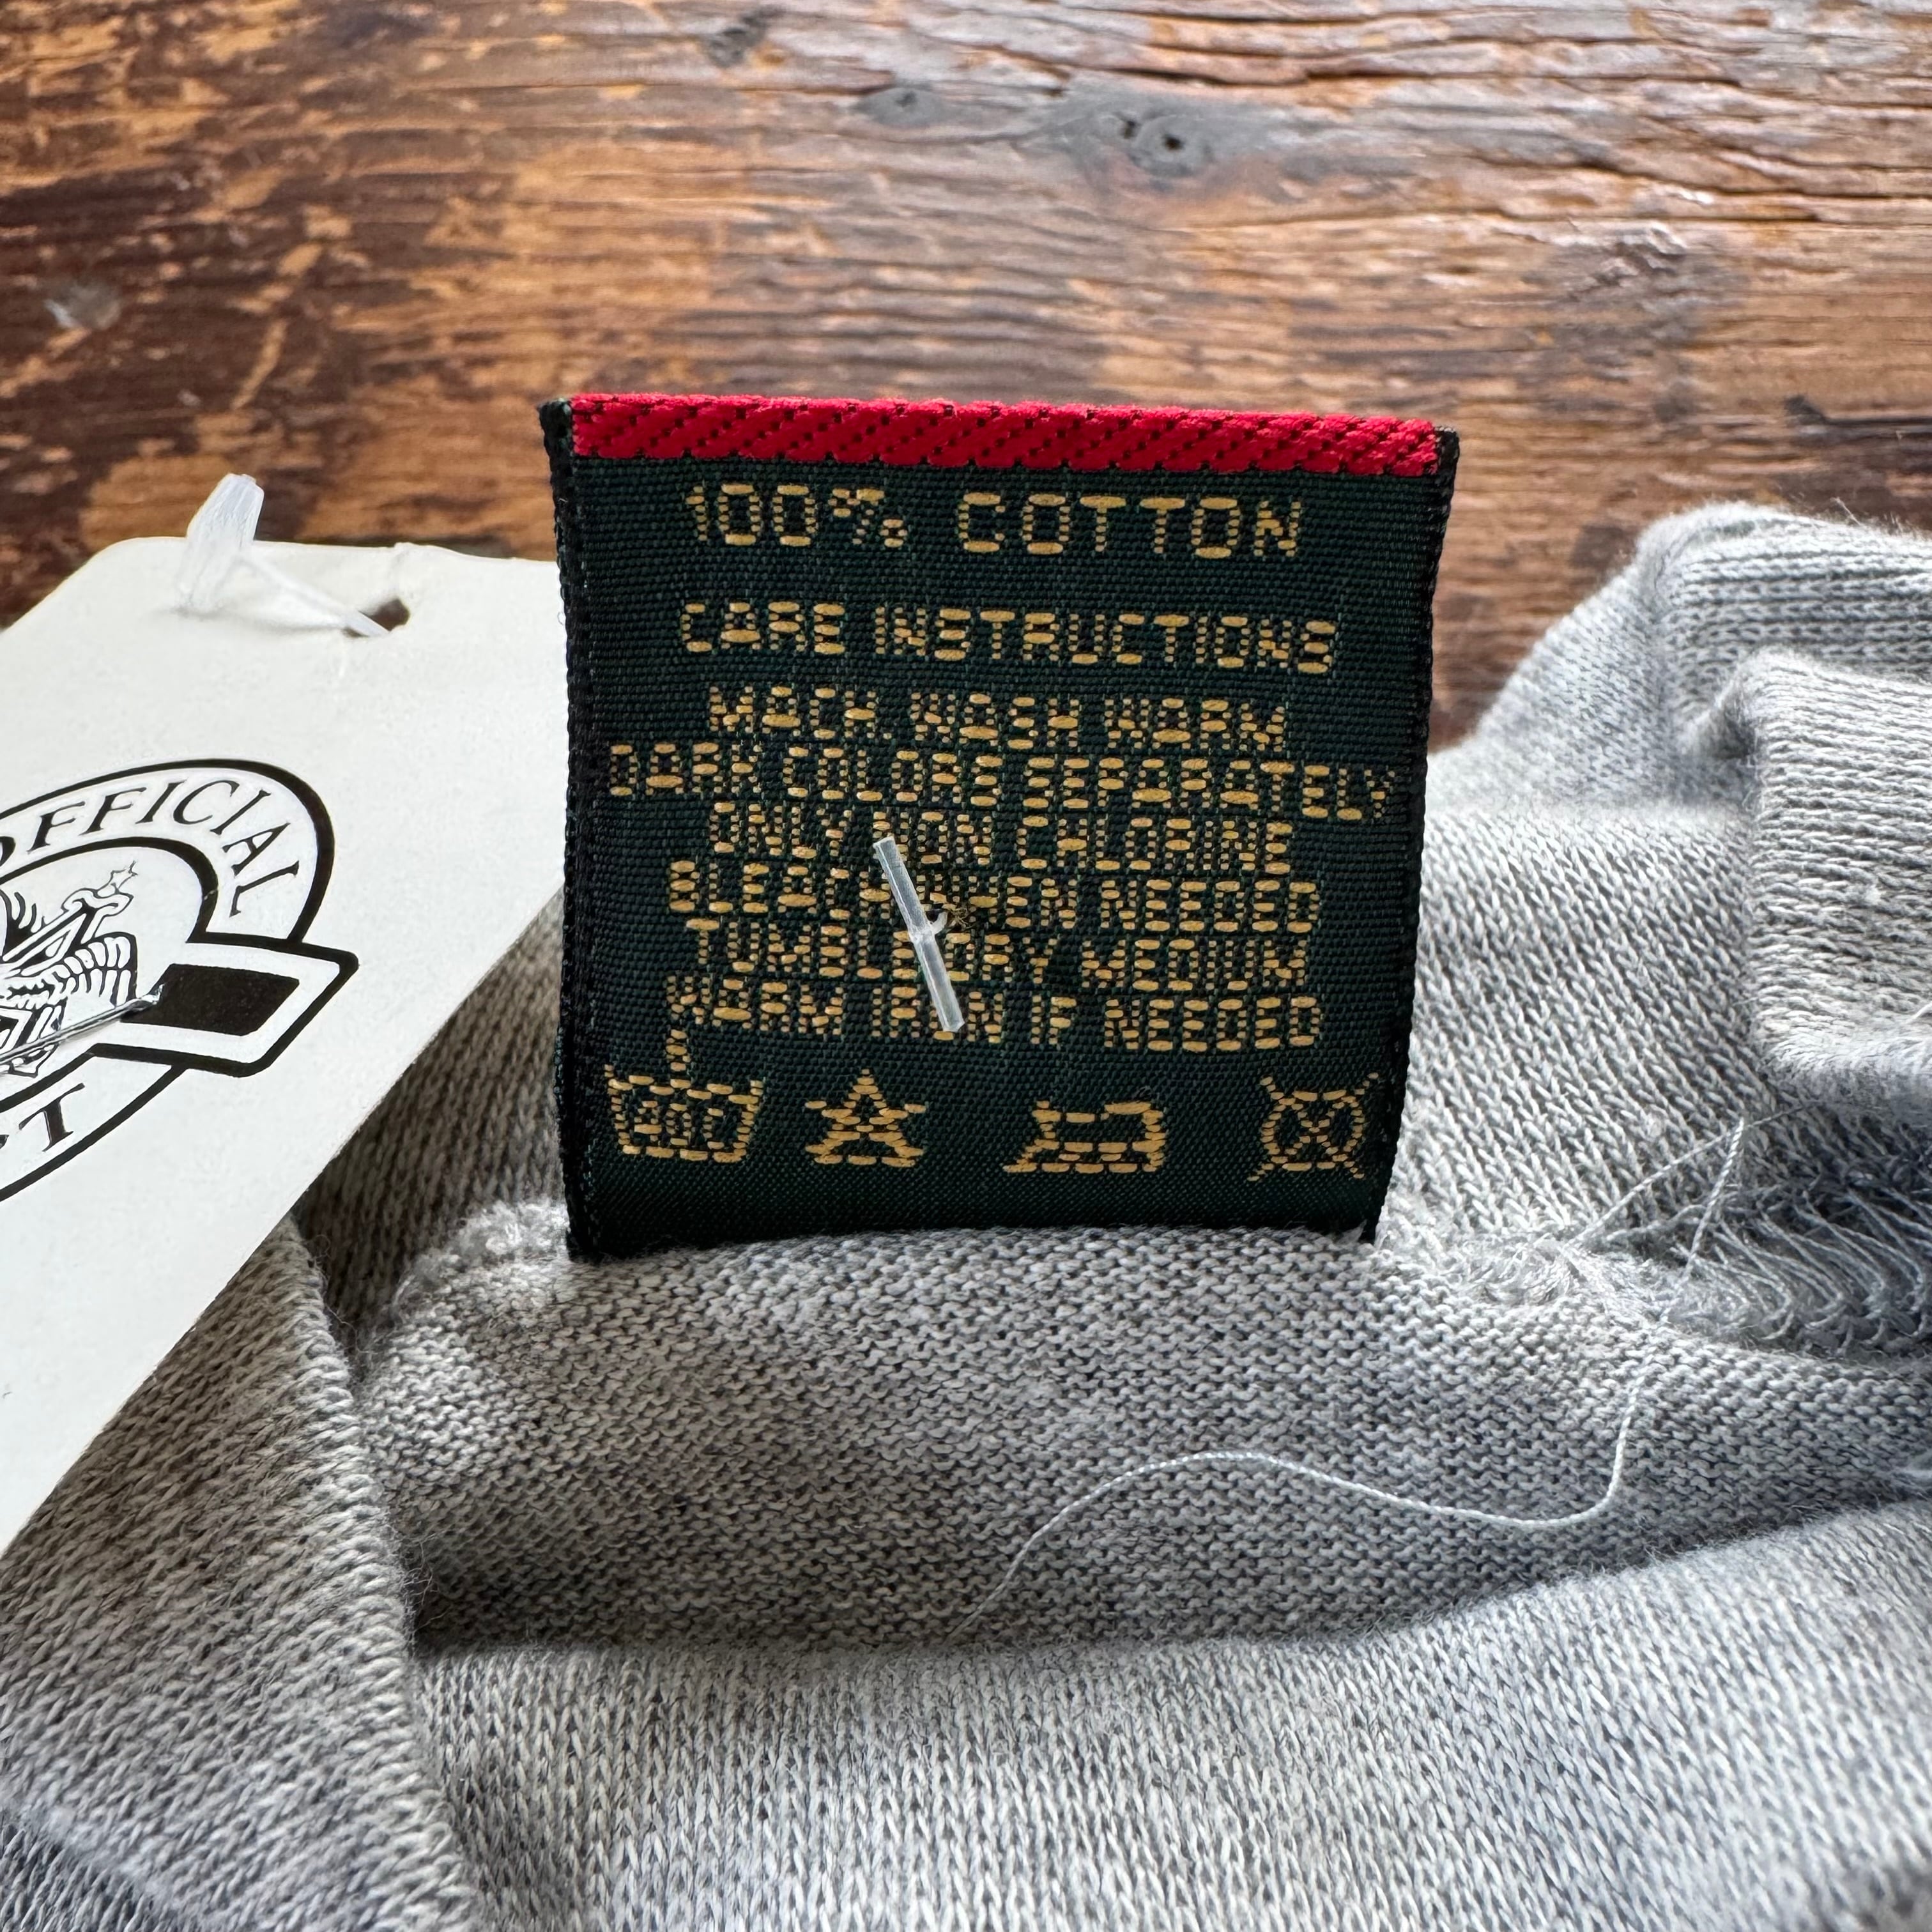 100% COTTON
CARE INSTRUCTIONS
MACH. WASH WARM
DARK COLORS SEPARATELY
ONLY NON CHLORINE
BLEACH WHEN NEEDED
TUMBLE DRY MEDIUM
WARM IRON IF NEEDED
40°
OFFICIAL